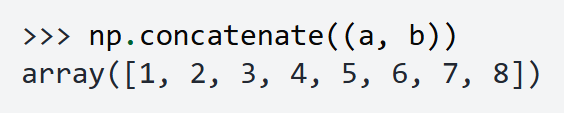 >>> np.concatenate((a, b))
array([1, 2, 3, 4, 5, 6, 7, 8])